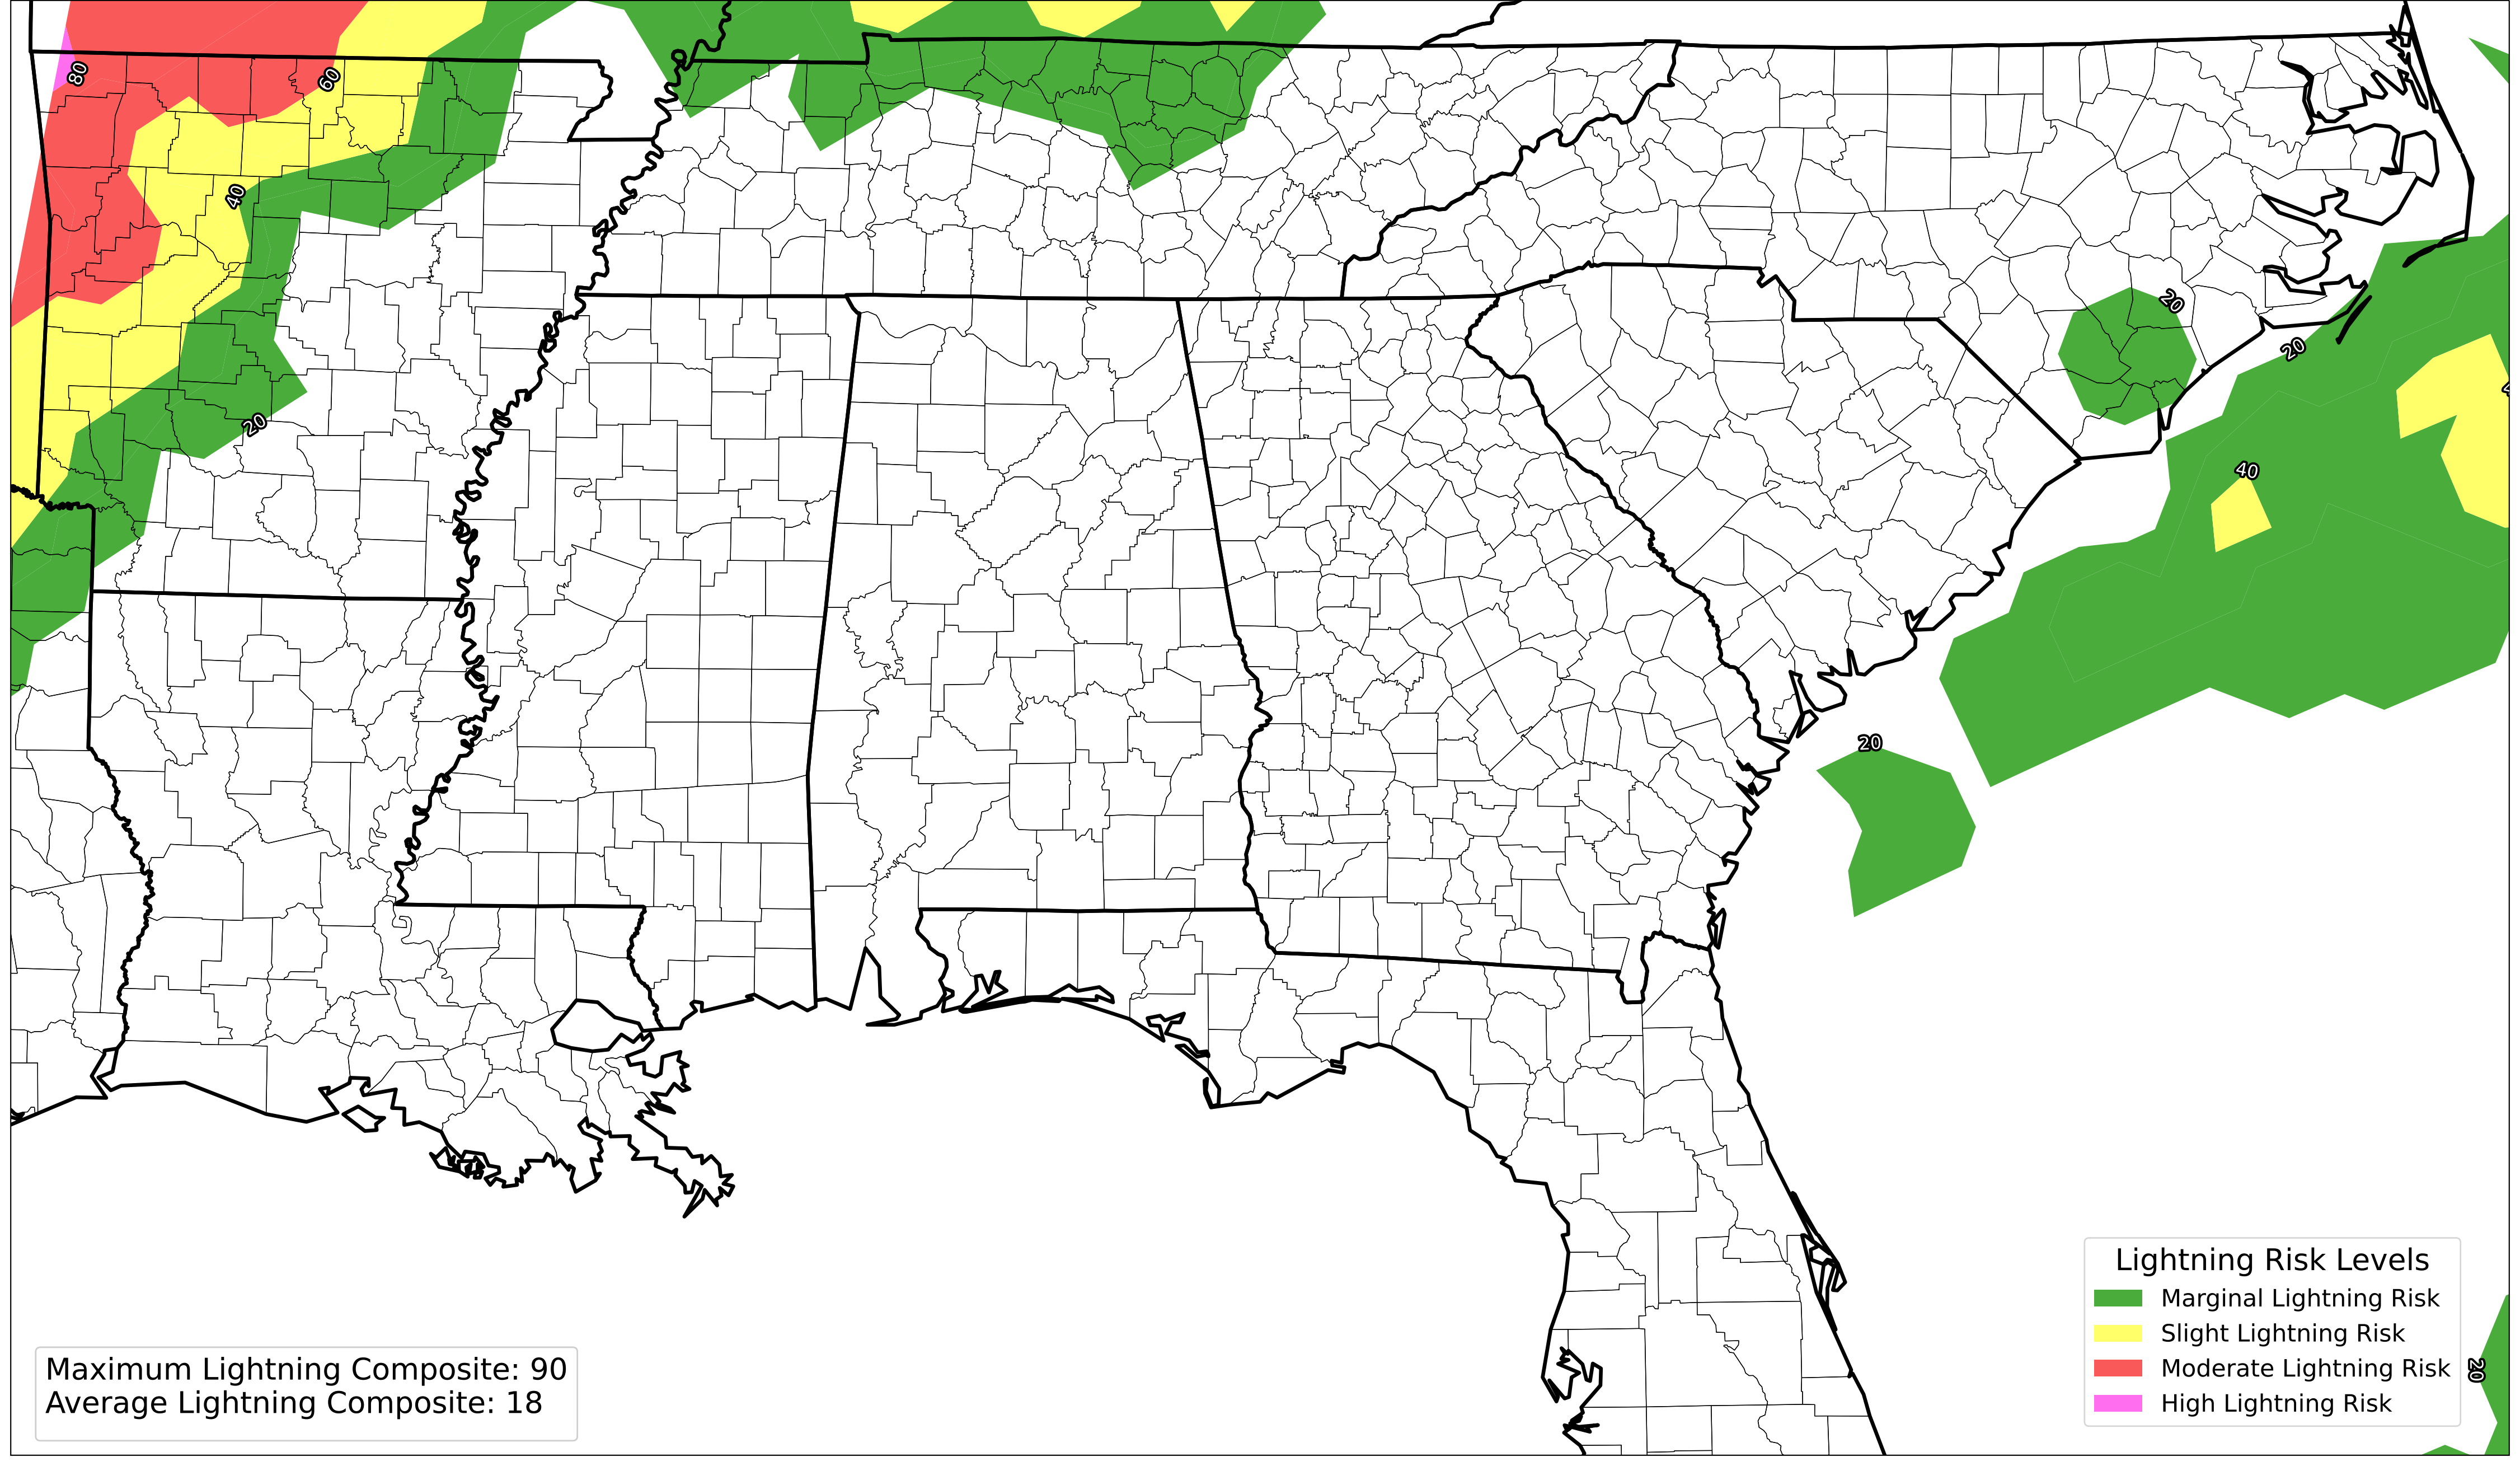 80
60
40
20
20
20
40
20
20
Lightning Risk Levels
Marginal Lightning Risk
Slight Lightning Risk
Moderate Lightning Risk
High Lightning Risk
Maximum Lightning Composite: 90
Average Lightning Composite: 18